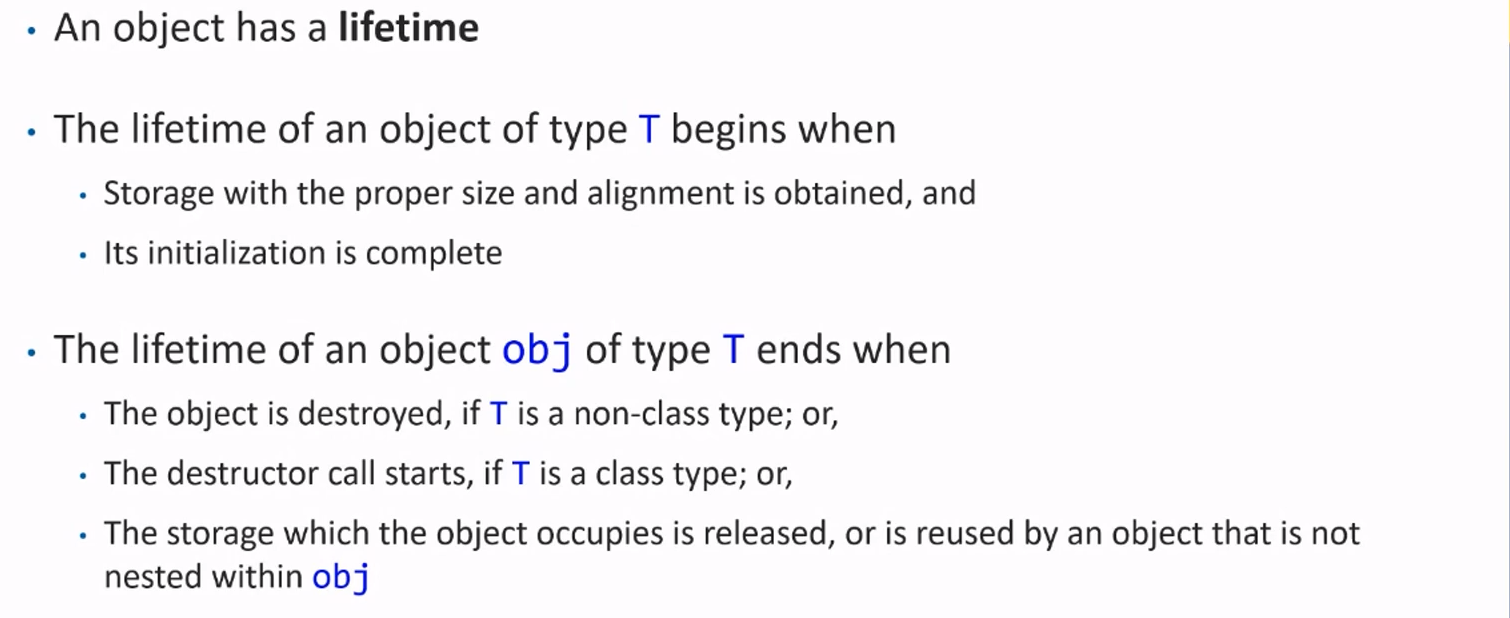 • An object has a lifetime
• The lifetime of an object of type T begins when
• Storage with the proper size and alignment is obtained, and
• Its initialization is complete
• The lifetime of an object obj of type T ends when
• The object is destroyed, if T is a non-class type; or,
• The destructor call starts, if T is a class type; or,
• The storage which the object occupies is released, or is reused by an object that is not
nested within obj